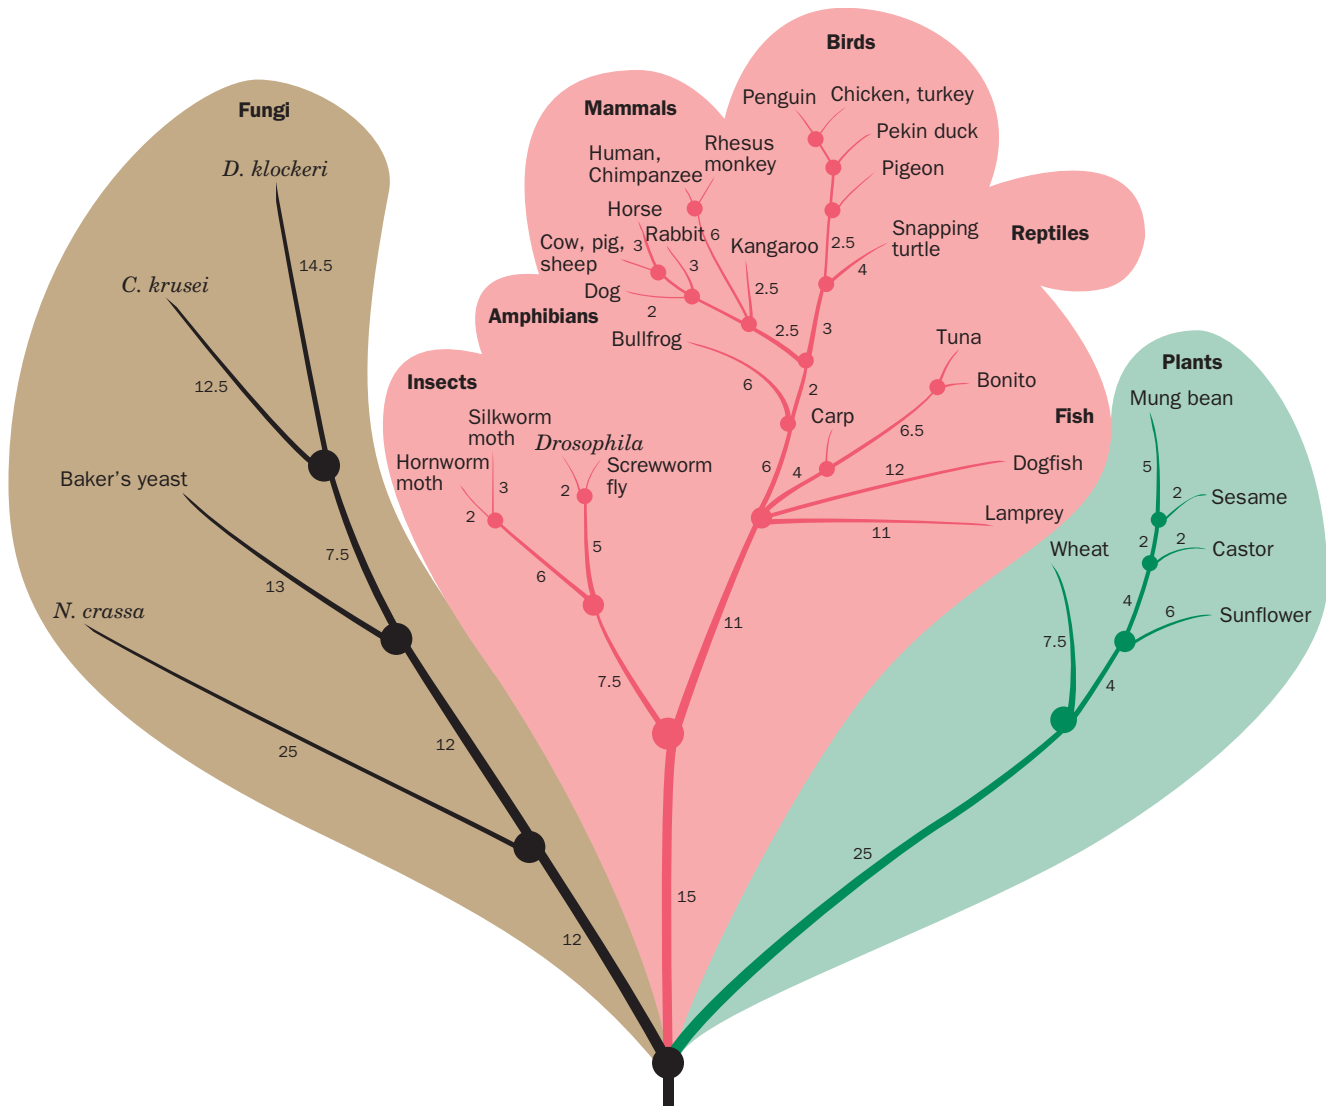 Birds
Penguin
Chicken, turkey
Pekin duck
Pigeon
2.5
Mammals
Rhesus
monkey
Human,
Chimpanzee
Horse
Rabbit
6
Cow, pig,
sheep
3
3
Kangaroo
2.5
Dog
2
2.5
Reptiles
Snapping
turtle
4
3
Amphibians
Bullfrog
6
2
Fish
Tuna
Bonito
Carp
6.5
6
4
12
Dogfish
Lamprey
11
Insects
Silkworm
moth
Drosophila
Hornworm
moth
Screwworm
fly
3
2
2
5
6
7.5
11
15
Fungi
D. klockeri
14.5
C. krusei
12.5
Baker's yeast
7.5
13
N. crassa
12
25
12
Plants
Mung bean
5
2
Sesame
2
2
Castor
Wheat
4
6
Sunflower
7.5
4
25